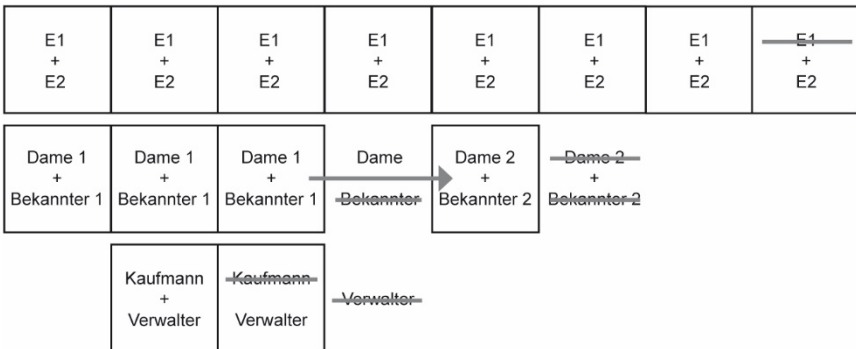 E1 E1 E1 E1 E1 E1 E1 E1
+ + + + + + + +
E2 E2 E2 E2 E2 E2 E2 E2
Dame 1 Dame 1 Dame 1 Dame Dame 2 Dame 2
+ + + + +
Bekannter 1 Bekannter 1 Bekannter 1 Bekannter Bekannter 2 Bekannter 2
Kaufmann Kaufmann
+
Verwalter Verwalter Verwalter